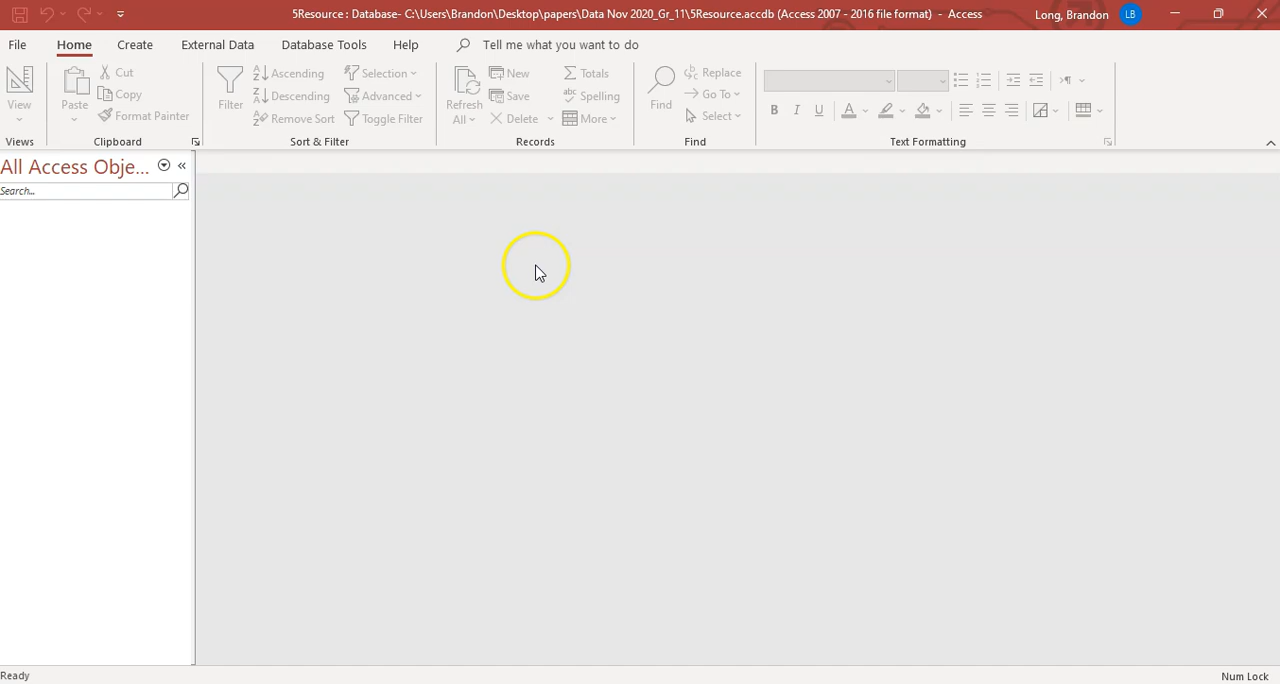 5Resource : Database- C:\Users\Brandon\Desktop\papers\Data Nov 2020_Gr_11\5Resource.accdb (Access 2007 - 2016 file format) - Access
Long, Brandon LB
File Home Create External Data Database Tools Help Tell me what you want to do
View
Views
Paste
Cut
Copy
Format Painter
Clipboard
Filter
Ascending
Descending
Remove Sort
Selection
Advanced
Toggle Filter
Sort & Filter
Refresh
All
New
Save
Delete
Totals
Spelling
More
Records
Find
Replace
Go To
Select
Find
B I U A
Text Formatting
All Access Obje...
Search...
Ready
Num Lock